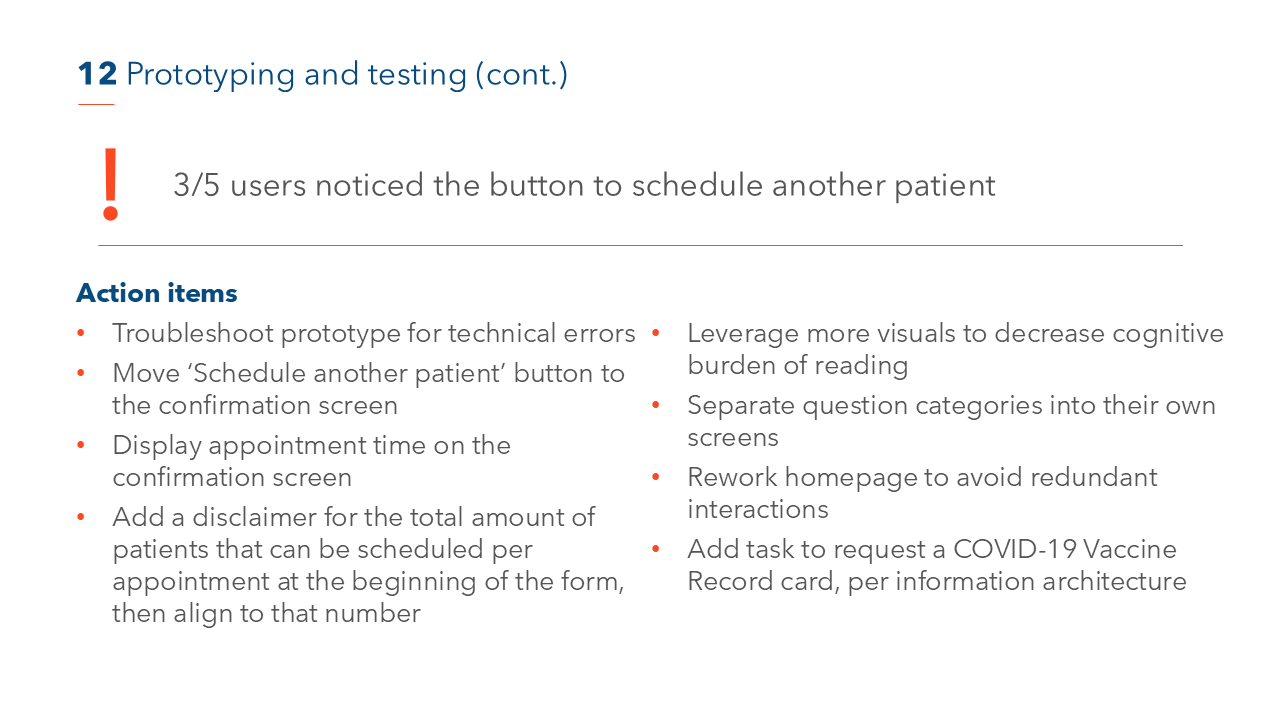 12 Prototyping and testing (cont.)
!
3/5 users noticed the button to schedule another patient
Action items
• Troubleshoot prototype for technical errors
• Move ‘Schedule another patient’ button to
the confirmation screen
• Display appointment time on the
confirmation screen
• Add a disclaimer for the total amount of
patients that can be scheduled per
appointment at the beginning of the form,
then align to that number
• Leverage more visuals to decrease cognitive
burden of reading
• Separate question categories into their own
screens
• Rework homepage to avoid redundant
interactions
• Add task to request a COVID-19 Vaccine
Record card, per information architecture